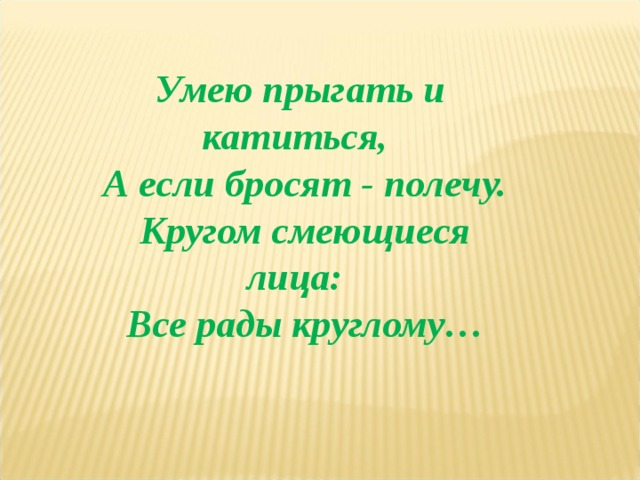 Умею прыгать и
катиться,
А если бросят - полечу.
Кругом смеющиеся
лица:
Все рады круглому…